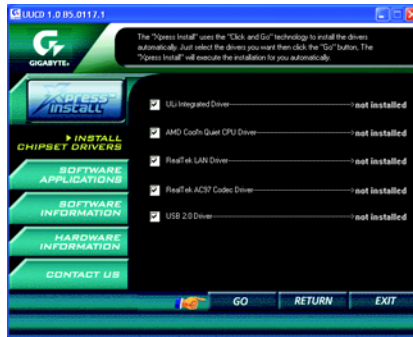 UUCD 1.0 B5.0117.1
GIGABYTE
The "Xpress Install" uses the "Click and Go" technology to install the drivers
automatically. Just select the drivers you want then click the "Go" button, The
"Xpress Install" will execute the installation for you automatically.
Xpress
INSTALL
INSTALL
CHIPSET DRIVERS
SOFTWARE
APPLICATIONS
SOFTWARE
INFORMATION
HARDWARE
INFORMATION
CONTACT US
ULi Integrated Driver not installed
AMD Cool'n Quiet CPU Driver not installed
RealTek LAN Driver not installed
RealTek AC97 Codec Driver not installed
USB 2.0 Driver not installed
GO RETURN EXIT